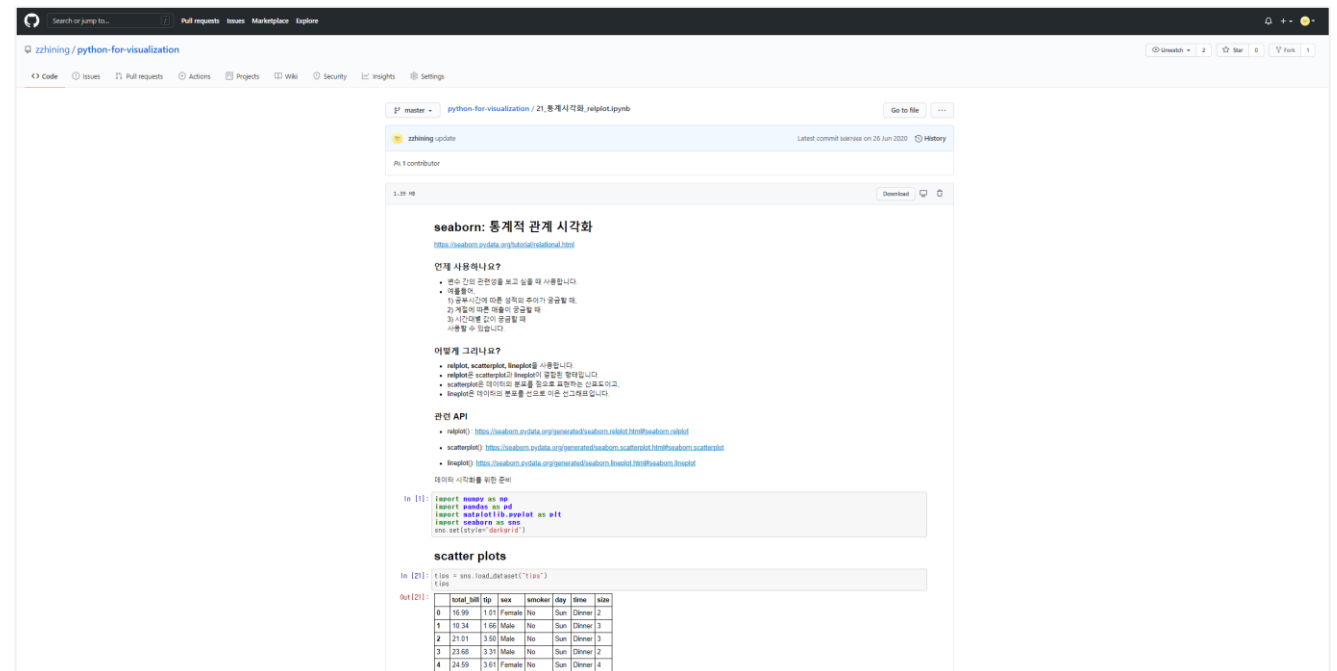 Search or jump to... / Pull requests Issues Marketplace Explore
zzhining / python-for-visualization
Unwatch 2 Star 0 Fork 1
Code Issues Pull requests Actions Projects Wiki Security Insights Settings
master python-for-visualization / 21_통계시각화_relplot.ipynb Go to file ...
zzhining update Latest commit on 26 Jun 2020 History
1 contributor
1.39 MB Download
seaborn: 통계적 관계 시각화
https://seaborn.pydata.org/tutorial/relational.html
언제 사용하나요?
변수 간의 관련성을 보고 싶을 때 사용합니다.
예를들어,
1) 공부시간에 따른 성적의 추이가 궁금할 때,
2) 계절에 따른 매출이 궁금할 때
3) 시간대별 값이 궁금할 때
사용할 수 있습니다.
어떻게 그리나요?
relplot, scatterplot, lineplot을 사용합니다.
relplot은 scatterplot과 lineplot이 결합된 형태입니다.
scatterplot은 데이터의 분포를 점으로 표현하는 산포도이고,
lineplot은 데이터의 분포를 선으로 이은 선그래프입니다.
관련 API
relplot() : https://seaborn.pydata.org/generated/seaborn.relplot.html#seaborn.relplot
scatterplot(): https://seaborn.pydata.org/generated/seaborn.scatterplot.html#seaborn.scatterplot
lineplot(): https://seaborn.pydata.org/generated/seaborn.lineplot.html#seaborn.lineplot
데이터 시각화를 위한 준비
In [1]: import numpy as np
import pandas as pd
import matplotlib.pyplot as plt
import seaborn as sns
sns.set(style="darkgrid")
scatter plots
In [21]: tips = sns.load_dataset("tips")
tips
Out[21]: total_bill tip sex smoker day time size
0 16.99 1.01 Female No Sun Dinner 2
1 10.34 1.66 Male No Sun Dinner 3
2 21.01 3.50 Male No Sun Dinner 3
3 23.68 3.31 Male No Sun Dinner 2
4 24.59 3.61 Female No Sun Dinner 4